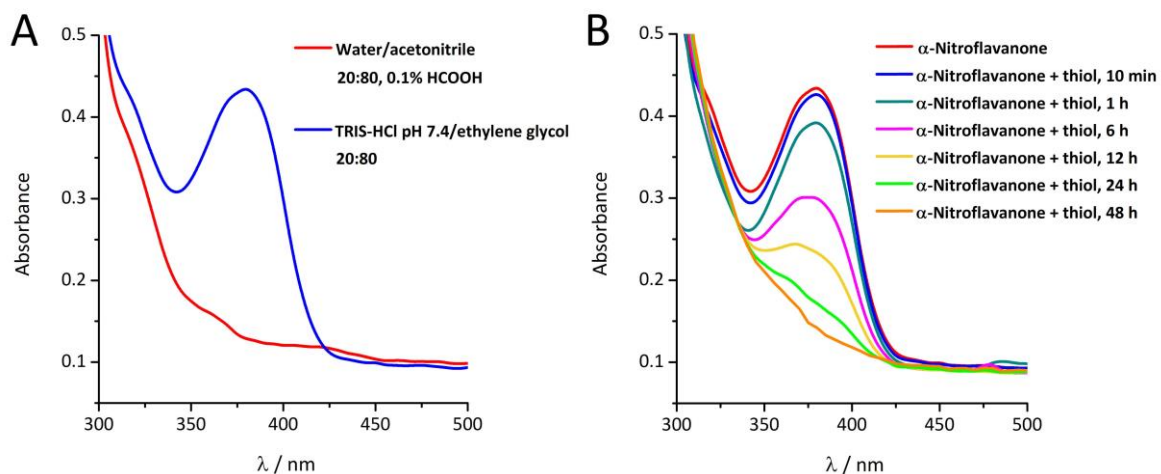 A
0.5
0.4
0.3
0.2
0.1
Absorbance
300
350
400
450
500
λ / nm
Water/acetonitrile
20:80, 0.1% HCOOH
TRIS-HCl pH 7.4/ethylene glycol
20:80
B
0.5
0.4
0.3
0.2
0.1
Absorbance
300
350
400
450
500
λ / nm
α-Nitroflavanone
α-Nitroflavanone + thiol, 10 min
α-Nitroflavanone + thiol, 1 h
α-Nitroflavanone + thiol, 6 h
α-Nitroflavanone + thiol, 12 h
α-Nitroflavanone + thiol, 24 h
α-Nitroflavanone + thiol, 48 h